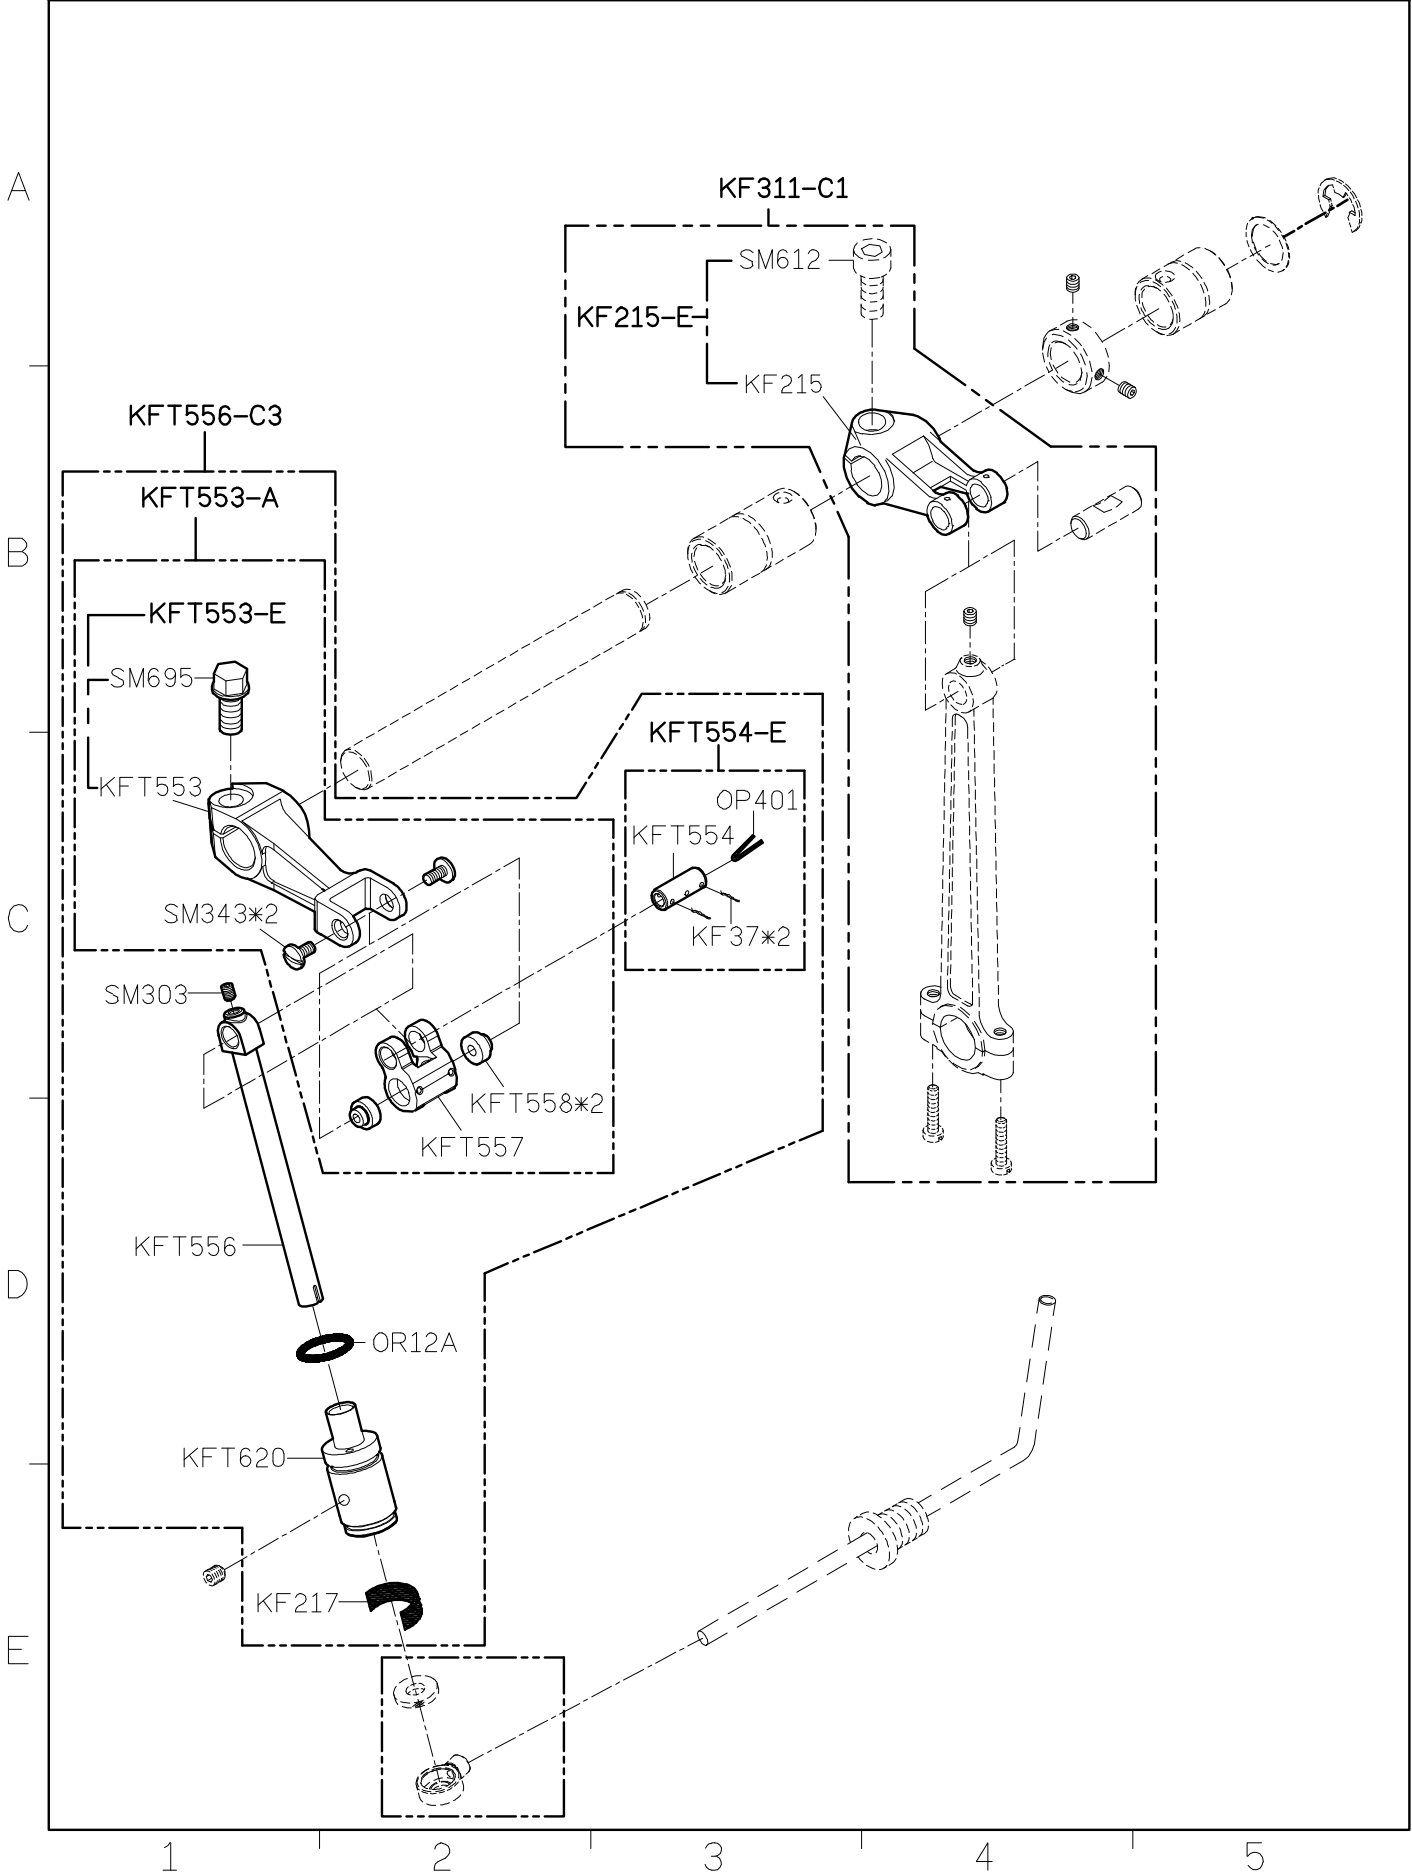 A
KF311-C1
SM612
KF215-E
KF215
KFT556-C3
KFT553-A
B
KFT553-E
SM695
KFT554-E
KFT553
OP401
KFT554
C
SM343*2
KF37*2
SM303
KFT558*2
KFT557
KFT556
D
OR12A
KFT620
KF217
E
*
1 2 3 4 5